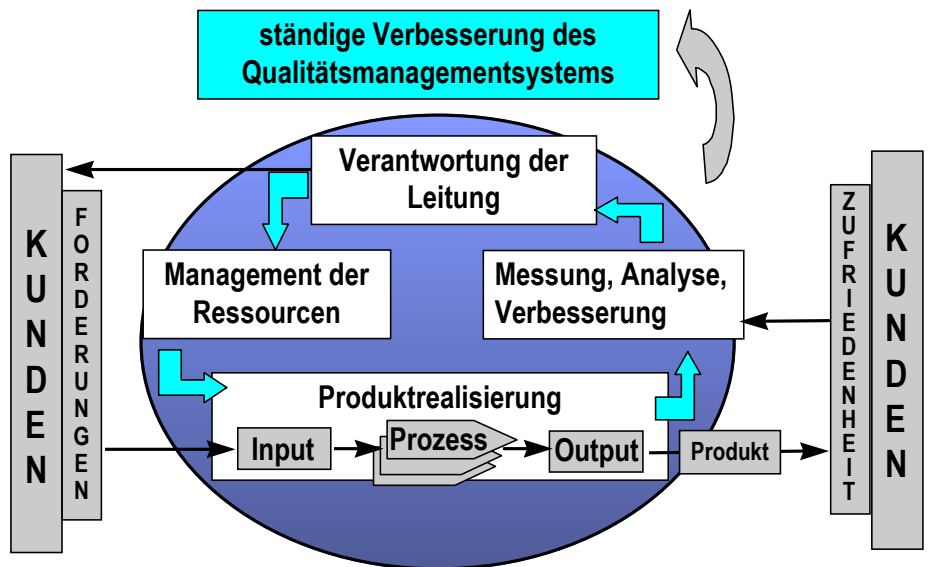 ständige Verbesserung des
Qualitätsmanagementsystems
Verantwortung der
Leitung
KUNDEN
FORDERUNGEN
Management der
Ressourcen
Messung, Analyse,
Verbesserung
ZUFRIEDENHEIT
KUNDEN
Produktrealisierung
Input
Prozess
Output
Produkt